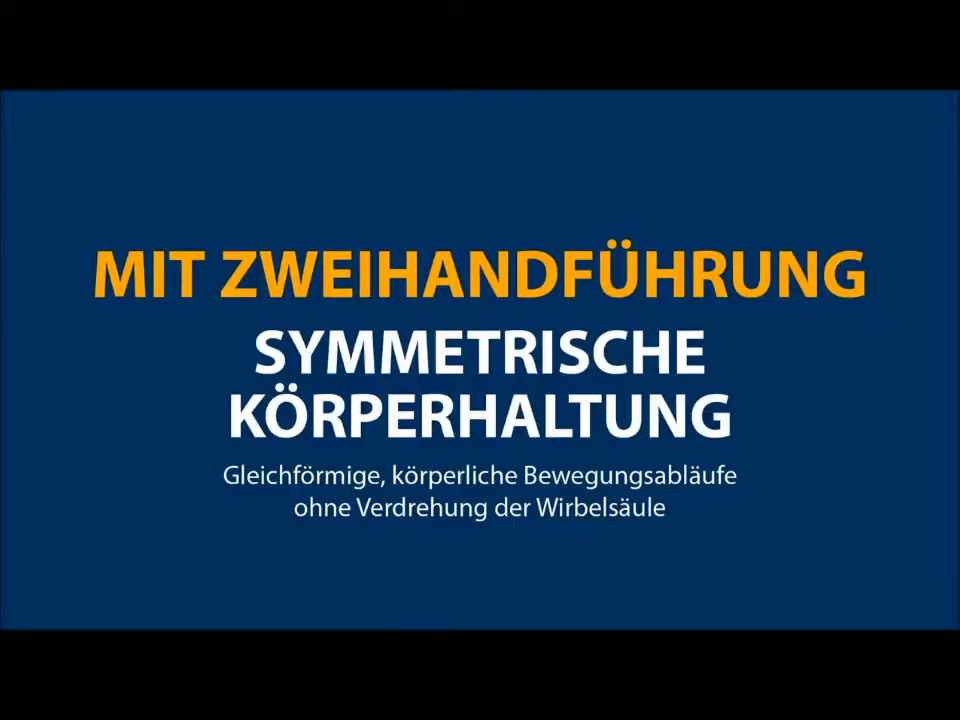 MIT ZWEIHANDFÜHRUNG
SYMMETRISCHE
KÖRPERHALTUNG
Gleichförmige, körperliche Bewegungsabläufe
ohne Verdrehung der Wirbelsäule